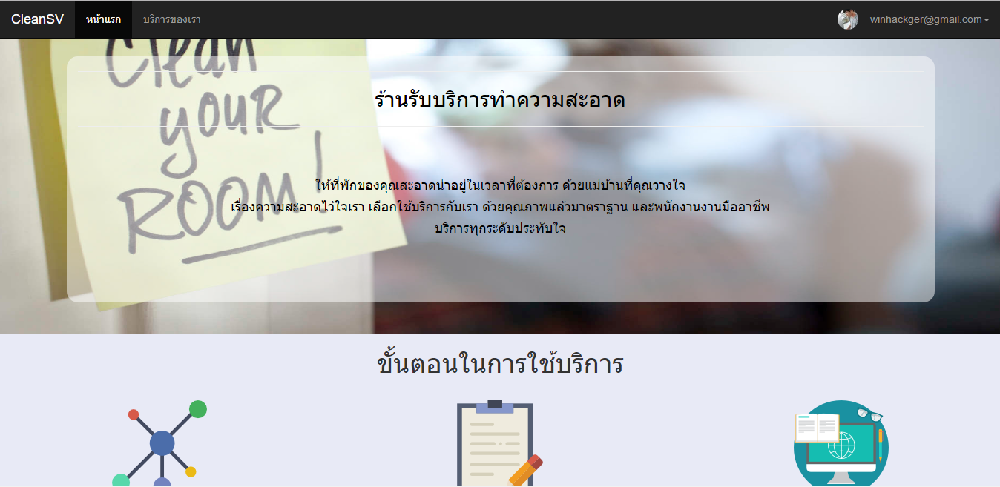 CleanSV
หน้าแรก
บริการของเรา
winhackger@gmail.com
Clean
your
ROOM!
ร้านรับบริการทำความสะอาด
ให้ที่พักของคุณสะอาดน่าอยู่ในเวลาที่ต้องการ ด้วยแม่บ้านที่คุณวางใจ
เรื่องความสะอาดไว้ใจเรา เลือกใช้บริการกับเรา ด้วยคุณภาพแล้วมาตราฐาน และพนักงานงานมืออาชีพ
บริการทุกระดับประทับใจ
ขั้นตอนในการใช้บริการ